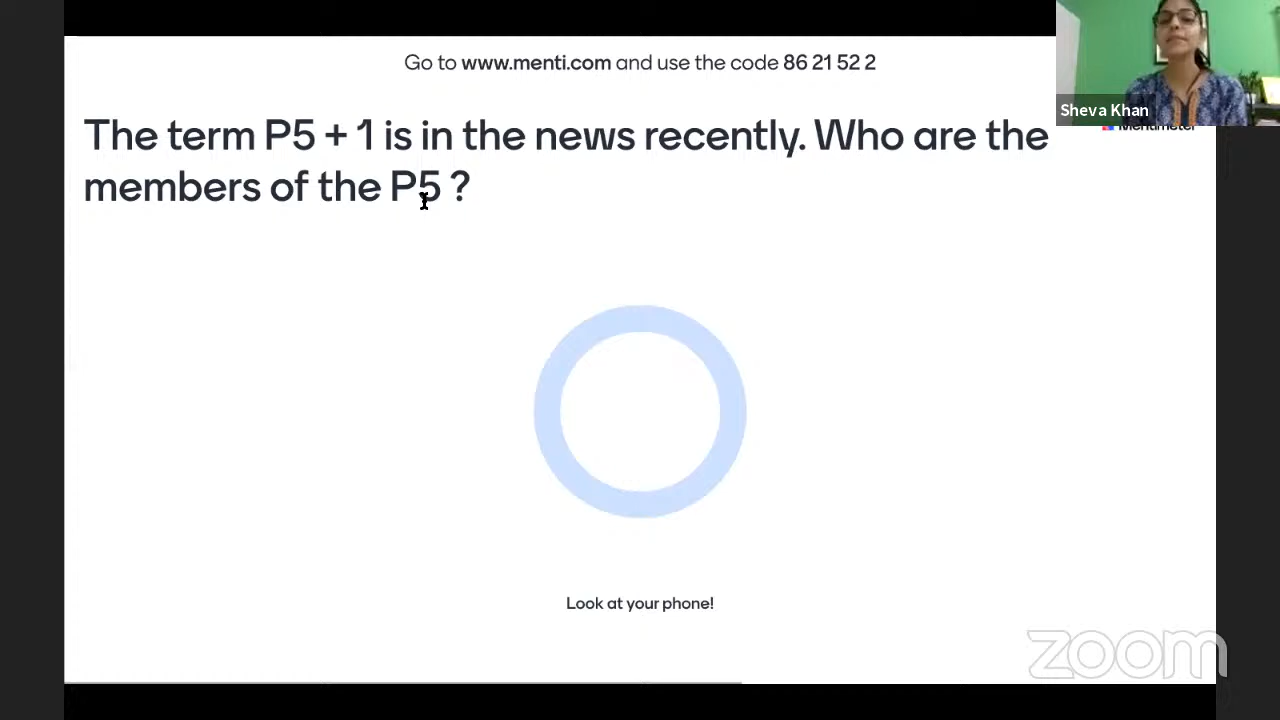 Go to www.menti.com and use the code 86 21 52 2
Sheva Khan
Mentimeter
The term P5 + 1 is in the news recently. Who are the
members of the P5 ?
Look at your phone!
zoom